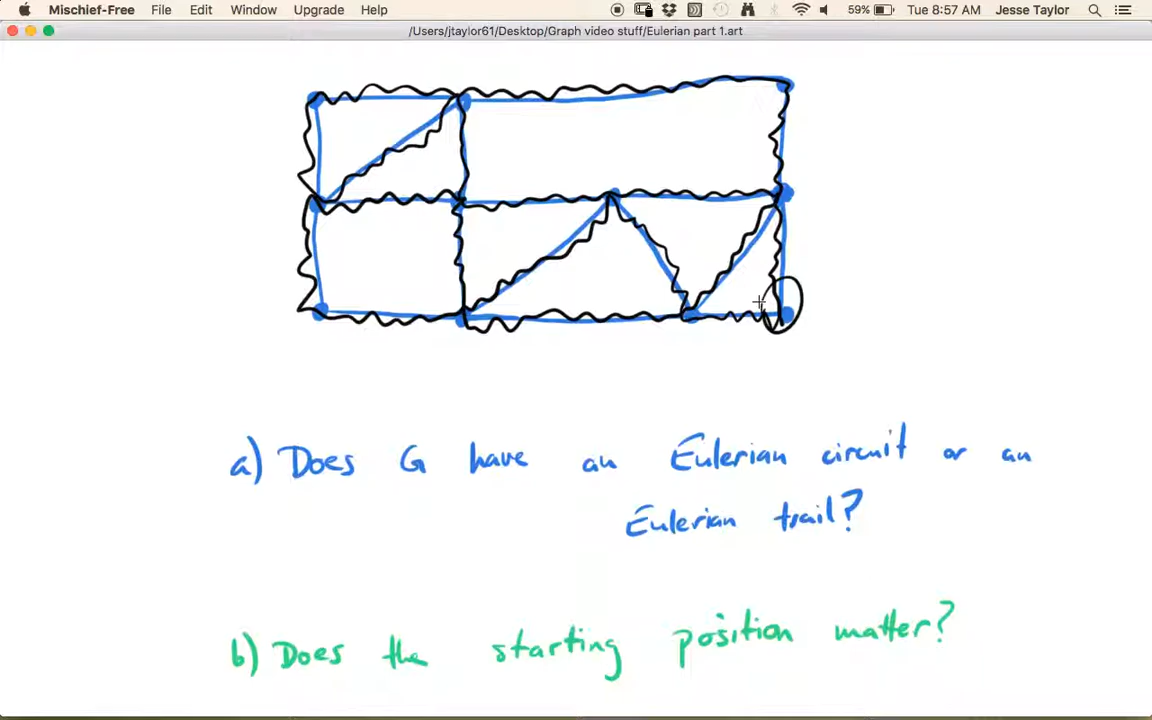 Mischief-Free File Edit Window Upgrade Help 59% Tue 8:57 AM Jesse Taylor
/Users/jtaylor61/Desktop/Graph video stuff/Eulerian part 1.art
a) Does G have an Eulerian circuit or an
Eulerian trail?
b) Does the starting position matter?